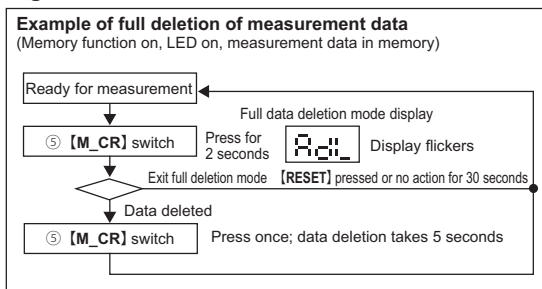 Example of full deletion of measurement data
(Memory function on, LED on, measurement data in memory)
Ready for measurement
Full data deletion mode display
⑤【M_CR】switch
Press for
2 seconds
AdL
Display flickers
Exit full deletion mode 【RESET】pressed or no action for 30 seconds
Data deleted
⑤【M_CR】switch
Press once; data deletion takes 5 seconds